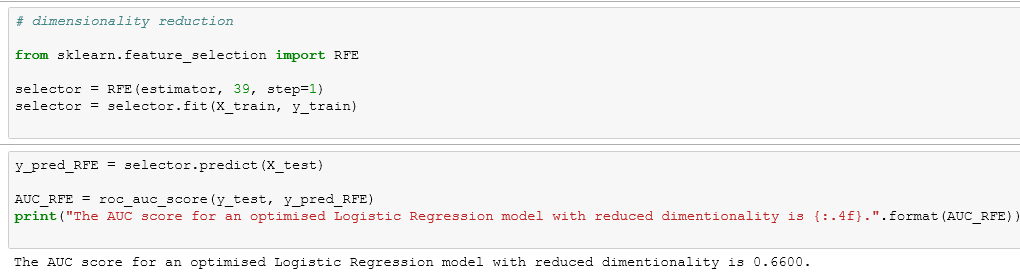 # dimensionality reduction
from sklearn.feature_selection import RFE
selector = RFE(estimator, 39, step=1)
selector = selector.fit(X_train, y_train)
y_pred_RFE = selector.predict(X_test)
AUC_RFE = roc_auc_score(y_test, y_pred_RFE)
print("The AUC score for an optimised Logistic Regression model with reduced dimentionality is {:.4f}.".format(AUC_RFE))
The AUC score for an optimised Logistic Regression model with reduced dimentionality is 0.6600.